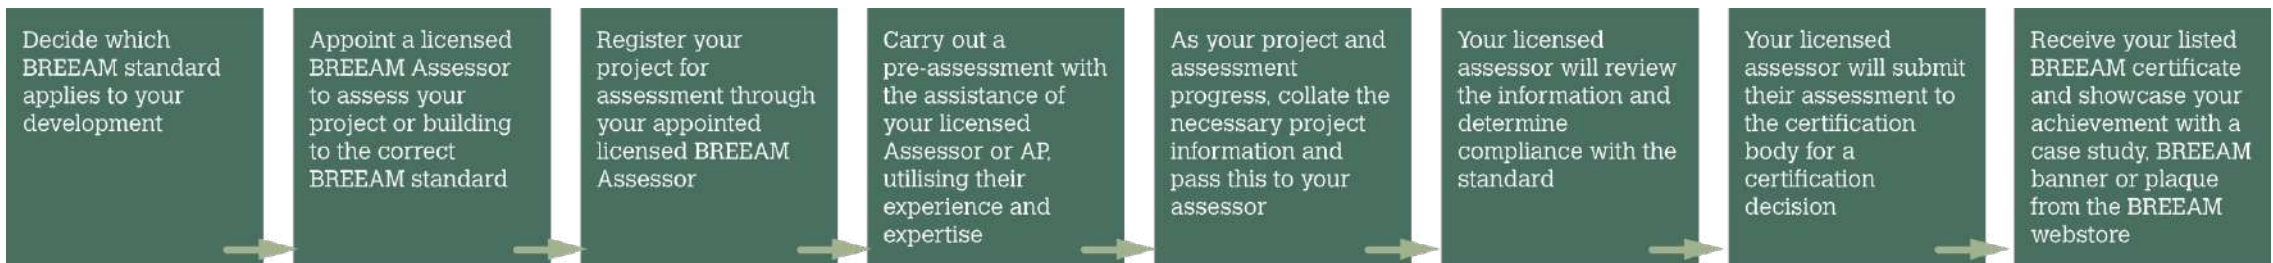 Decide which
BREEAM standard
applies to your
development
Appoint a licensed
BREEAM Assessor
to assess your
project or building
to the correct
BREEAM standard
Register your
project for
assessment through
your appointed
licensed BREEAM
Assessor
Carry out a
pre-assessment with
the assistance of
your licensed
Assessor or AP,
utilising their
experience and
expertise
As your project and
assessment
progress, collate the
necessary project
information and
pass this to your
assessor
Your licensed
assessor will review
the information and
determine
compliance with the
standard
Your licensed
assessor will submit
their assessment to
the certification
body for a
certification
decision
Receive your listed
BREEAM certificate
and showcase your
achievement with a
case study, BREEAM
banner or plaque
from the BREEAM
webstore